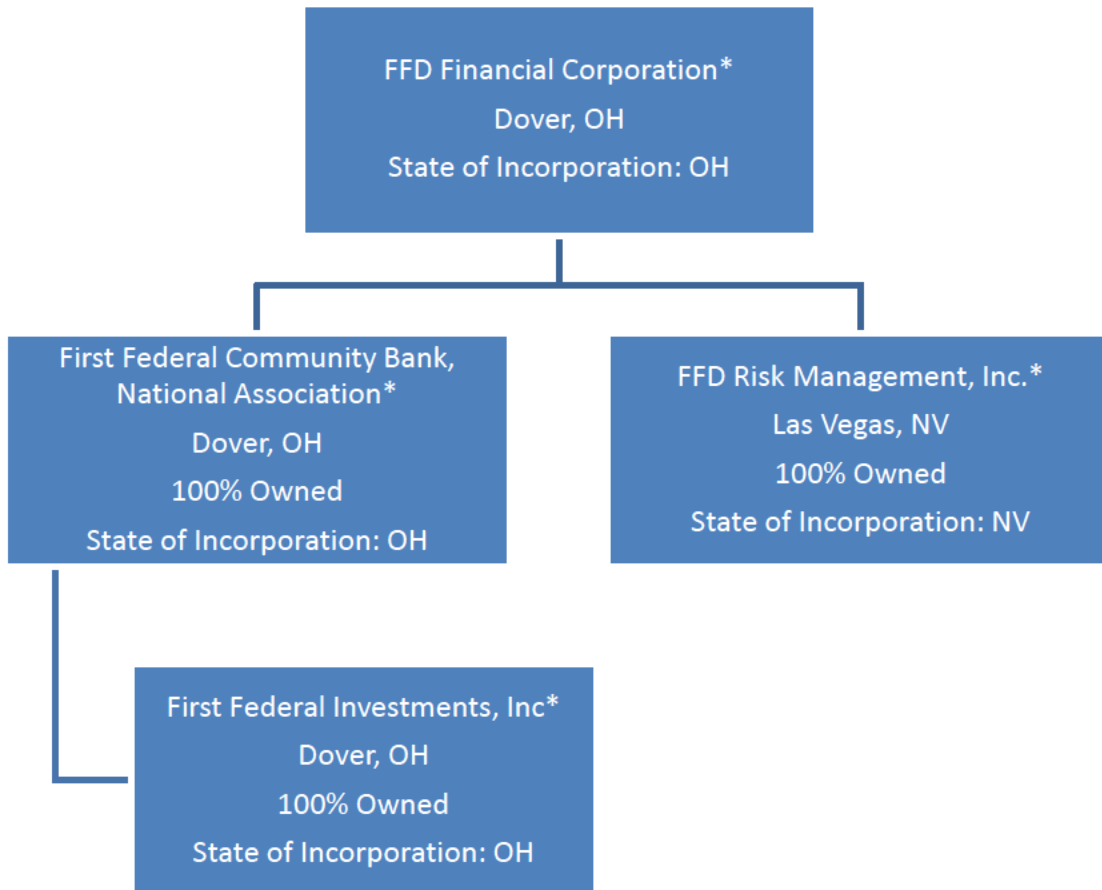 FFD Financial Corporation*
Dover, OH
State of Incorporation: OH
First Federal Community Bank,
National Association*
Dover, OH
100% Owned
State of Incorporation: OH
FFD Risk Management, Inc.*
Las Vegas, NV
100% Owned
State of Incorporation: NV
First Federal Investments, Inc*
Dover, OH
100% Owned
State of Incorporation: OH